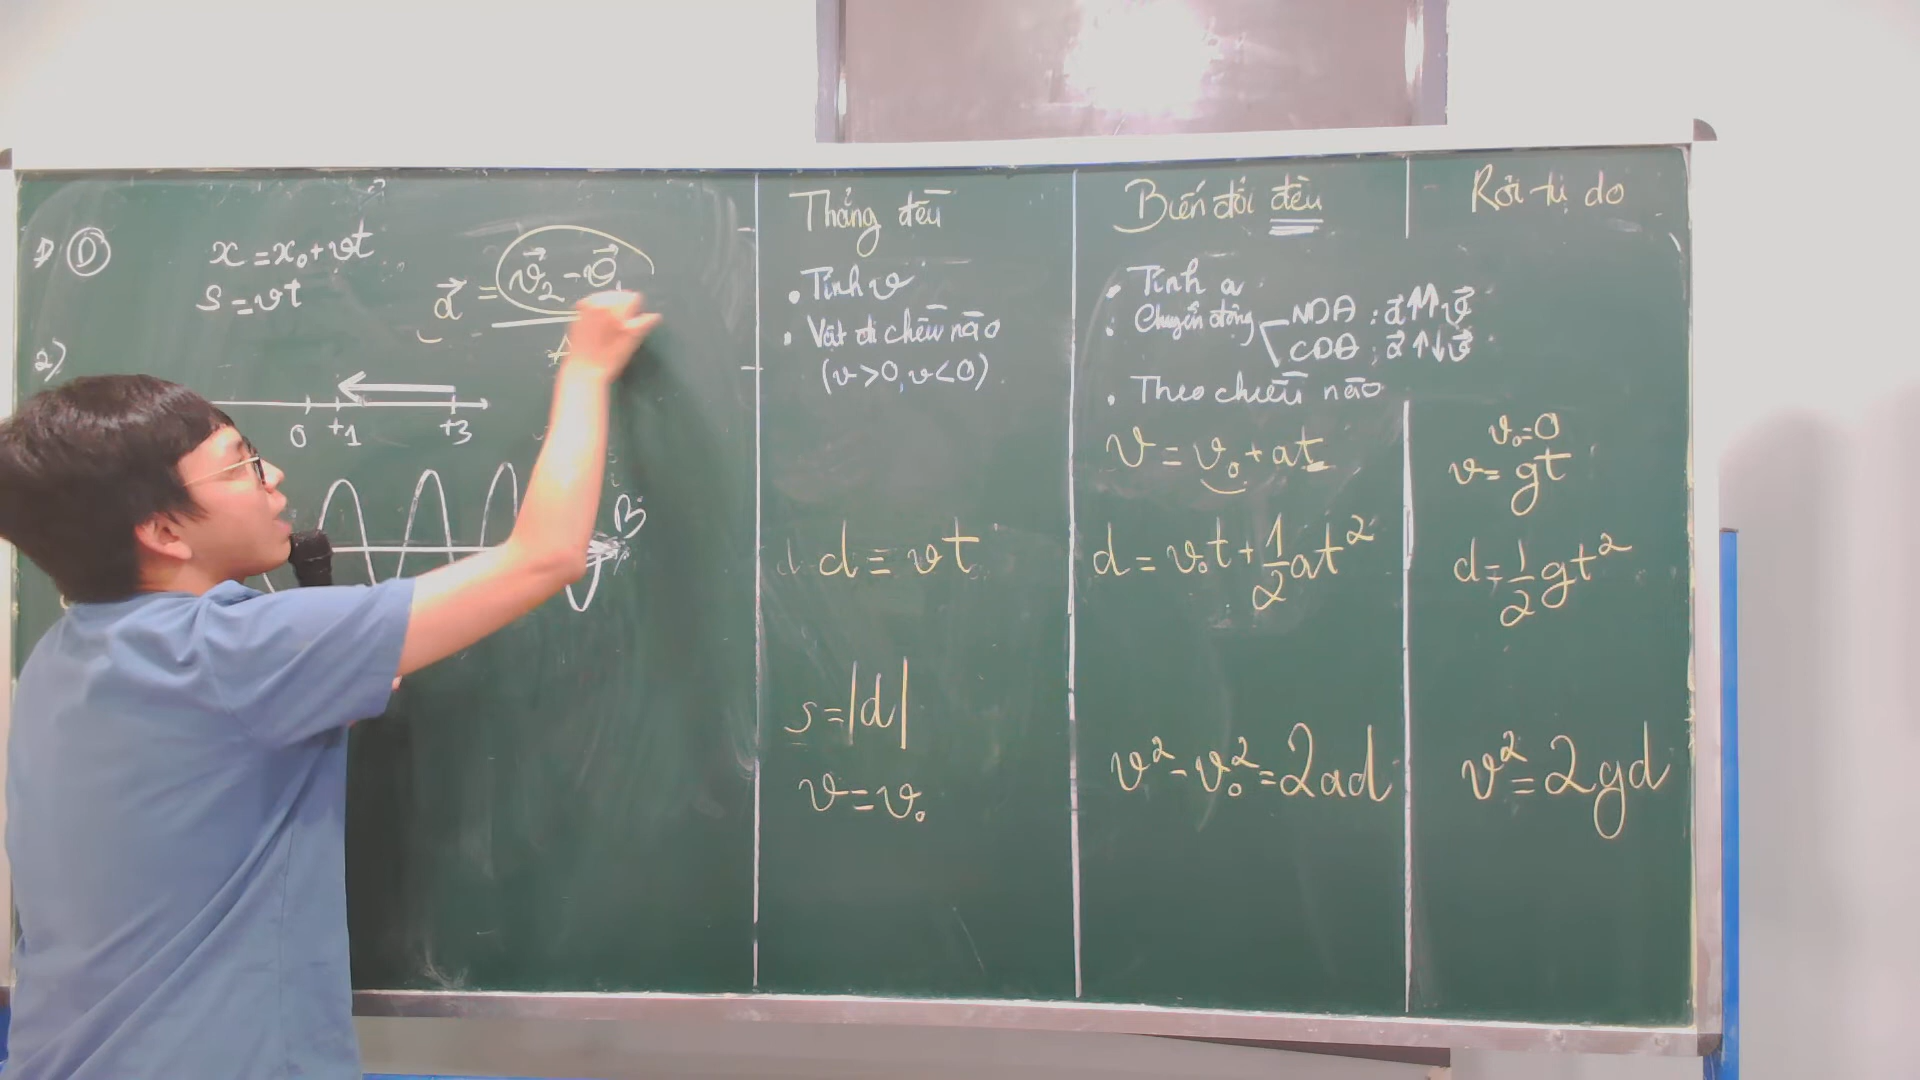 1) D
x = x₀ + vt
s = vt
a⃗ = v⃗₂ - v⃗
2)
0 +1 +3
B
Thẳng đều
• Tính v
• Vật đi chiều nào
(v > 0, v < 0)
d = vt
s = |d|
v = v₀
Biến đổi đều
• Tính a
• Chuyển động NDĐ : a⃗ ↑↑ v⃗
CDĐ : a⃗ ↑↓ v⃗
• Theo chiều nào
v = v₀ + at
d = v₀t + 1/2 at²
v² - v₀² = 2ad
Rơi tự do
v₀ = 0
v = gt
d = 1/2 gt²
v² = 2gd